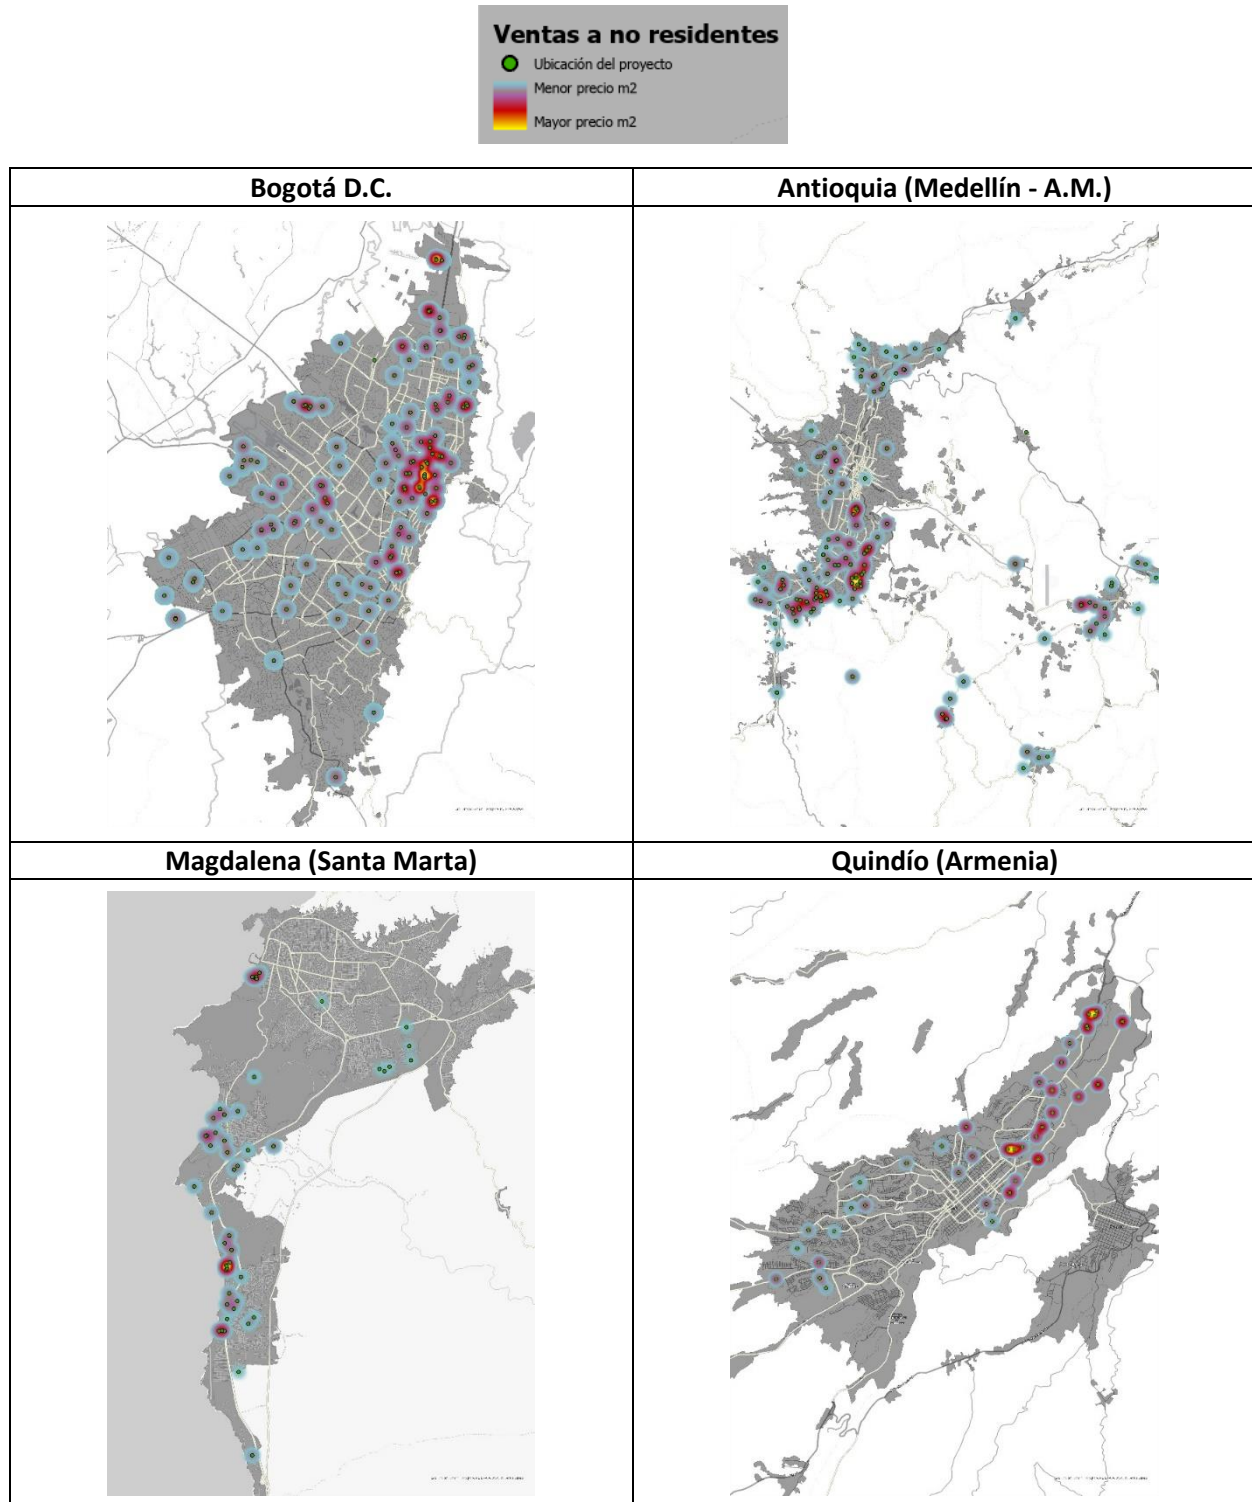 Ventas a no residentes
Ubicación del proyecto
Menor precio m2
Mayor precio m2
Bogotá D.C.
Antioquia (Medellín - A.M.)
Magdalena (Santa Marta)
Quindío (Armenia)